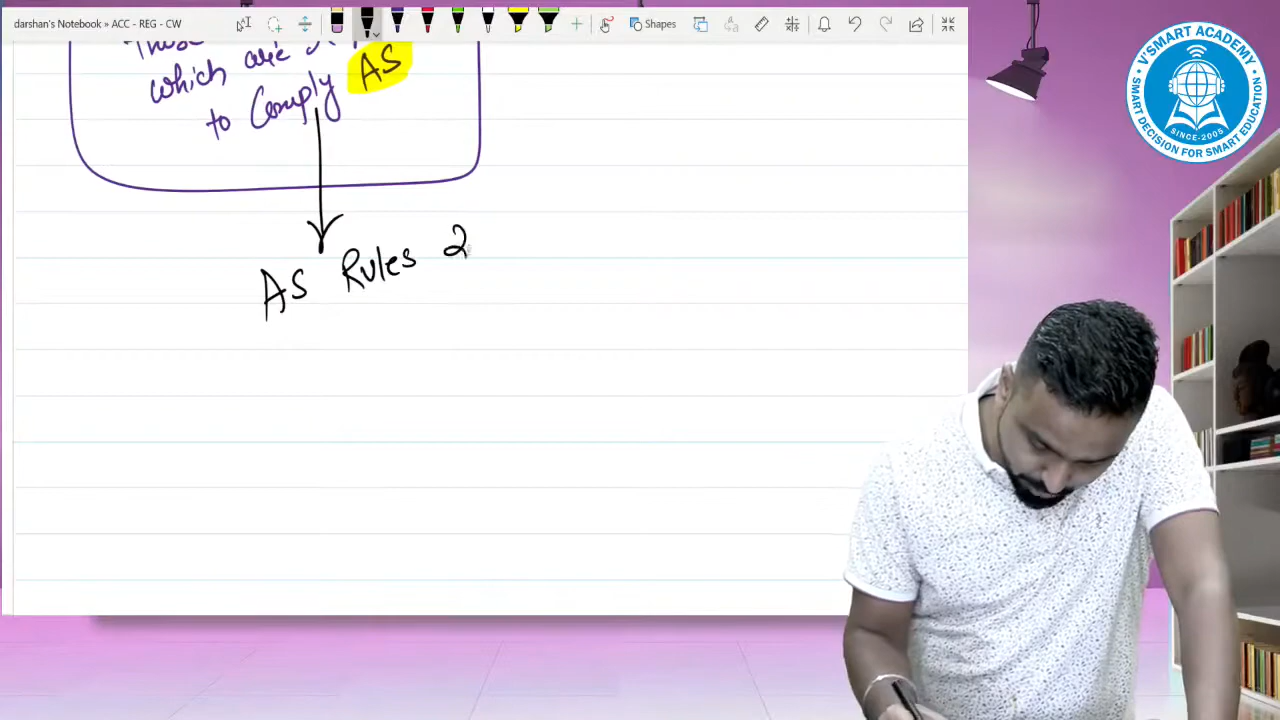 darshan's Notebook » ACC - REG - CW
Shapes
which are
to Comply AS
AS Rules 2
V'SMART ACADEMY
SINCE-2005
SMART DECISION FOR SMART EDUCATION